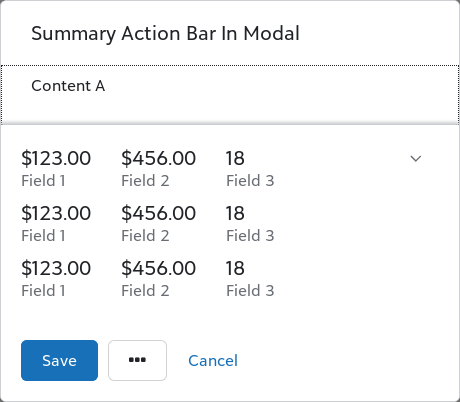 Summary Action Bar In Modal
Content A
$123.00 $456.00 18
Field 1 Field 2 Field 3
$123.00 $456.00 18
Field 1 Field 2 Field 3
$123.00 $456.00 18
Field 1 Field 2 Field 3
Save ••• Cancel